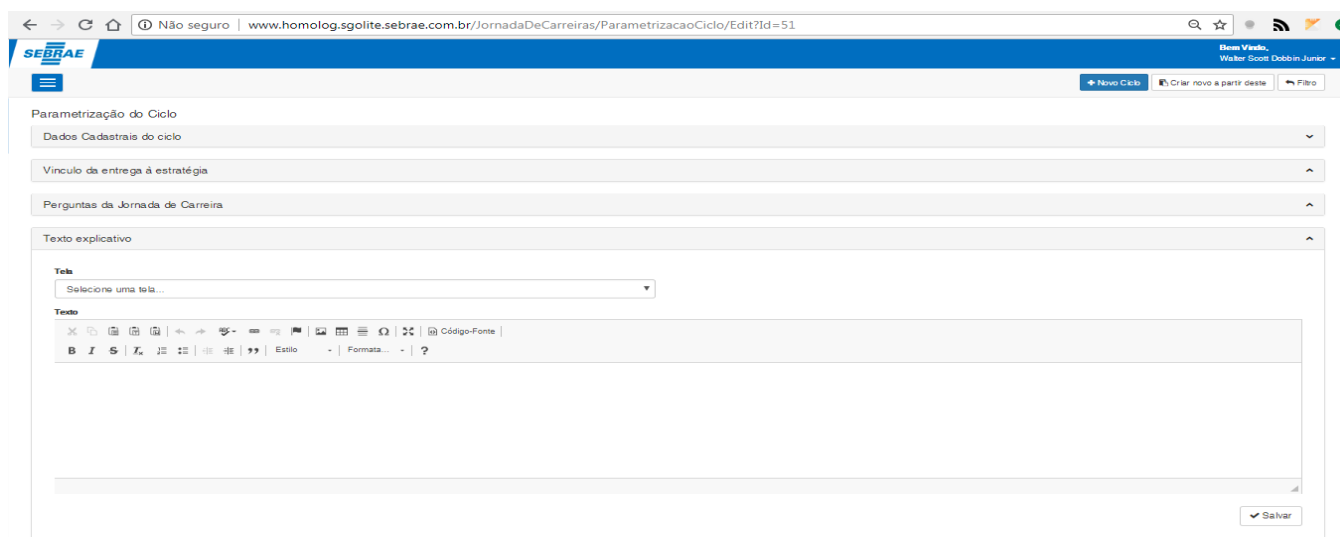 Não seguro | www.homolog.sgolite.sebrae.com.br/JornadaDeCarreiras/ParametrizacaoCiclo/Edit?Id=51
SEBRAE
Bem Vindo,
Walter Scott Dobbin Junior
Novo Ciclo Criar novo a partir deste Filtro
Parametrização do Ciclo
Dados Cadastrais do ciclo
Vinculo da entrega á estratégia
Perguntas da Jornada de Carreira
Texto explicativo
Tela
Selecione uma tela...
Texto
Código-Fonte
B I S Tx Estilo Formata... ?
Salvar